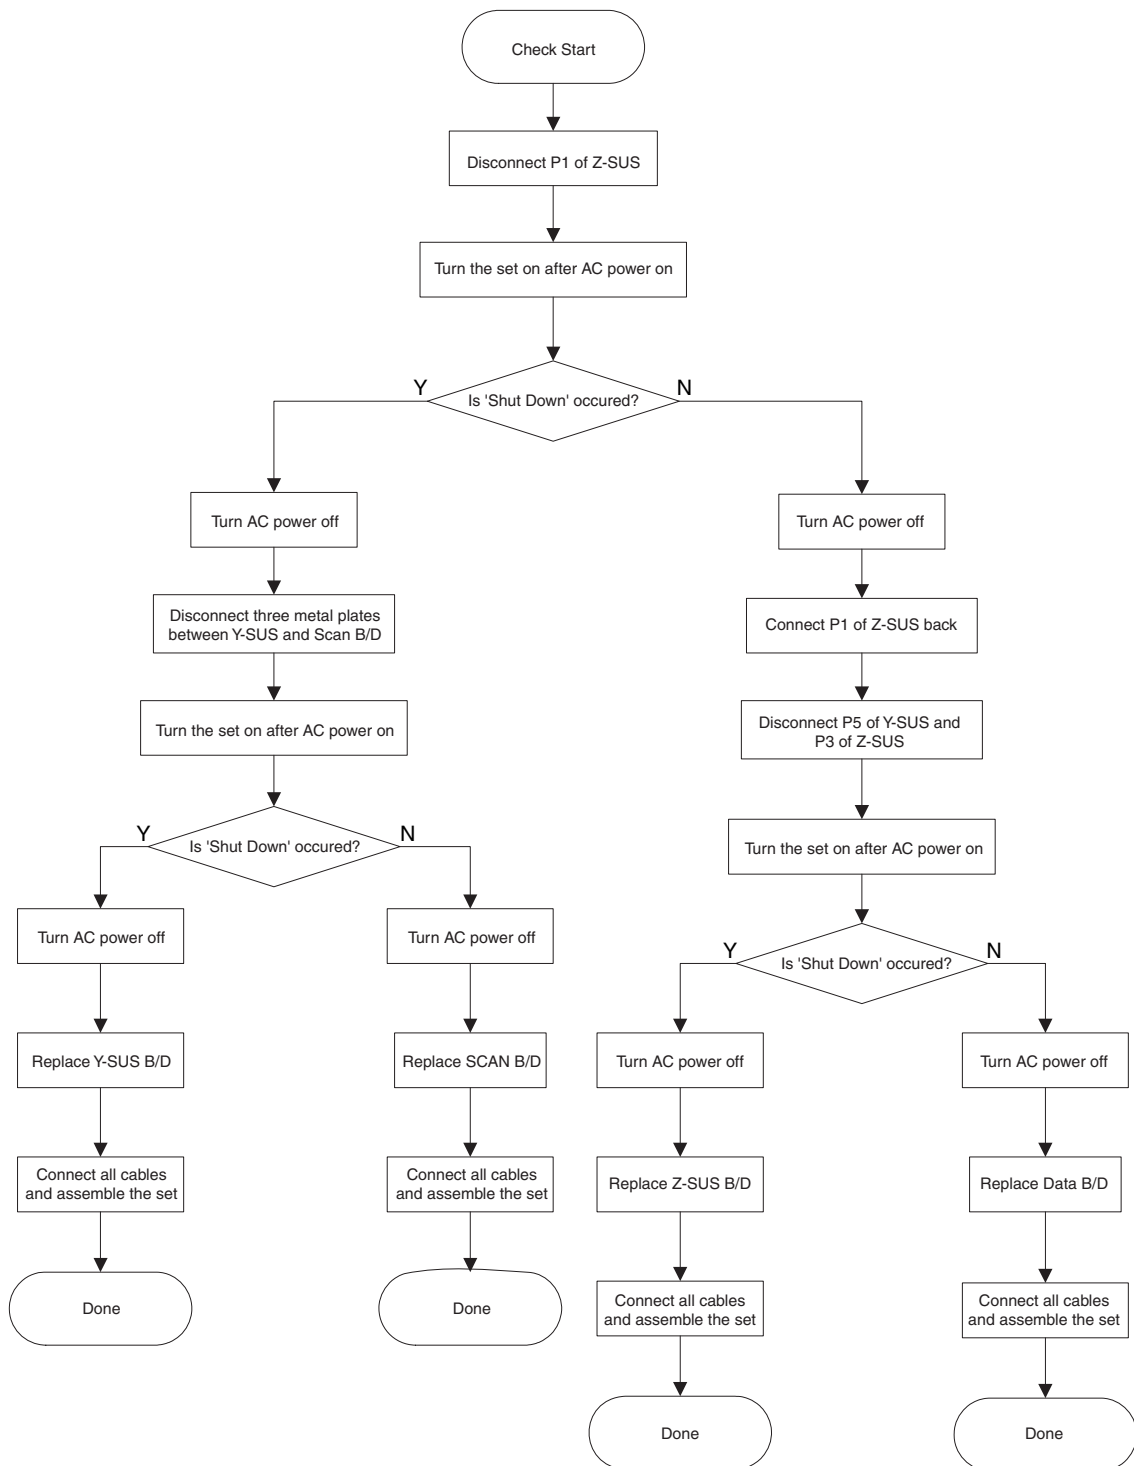 Check Start
Disconnect P1 of Z-SUS
Turn the set on after AC power on
Is 'Shut Down' occured?
Y
N
Turn AC power off
Disconnect three metal plates
between Y-SUS and Scan B/D
Turn the set on after AC power on
Is 'Shut Down' occured?
Y
N
Turn AC power off
Replace Y-SUS B/D
Connect all cables
and assemble the set
Done
Turn AC power off
Replace SCAN B/D
Connect all cables
and assemble the set
Done
Turn AC power off
Connect P1 of Z-SUS back
Disconnect P5 of Y-SUS and
P3 of Z-SUS
Turn the set on after AC power on
Is 'Shut Down' occured?
Y
N
Turn AC power off
Replace Z-SUS B/D
Connect all cables
and assemble the set
Done
Turn AC power off
Replace Data B/D
Connect all cables
and assemble the set
Done